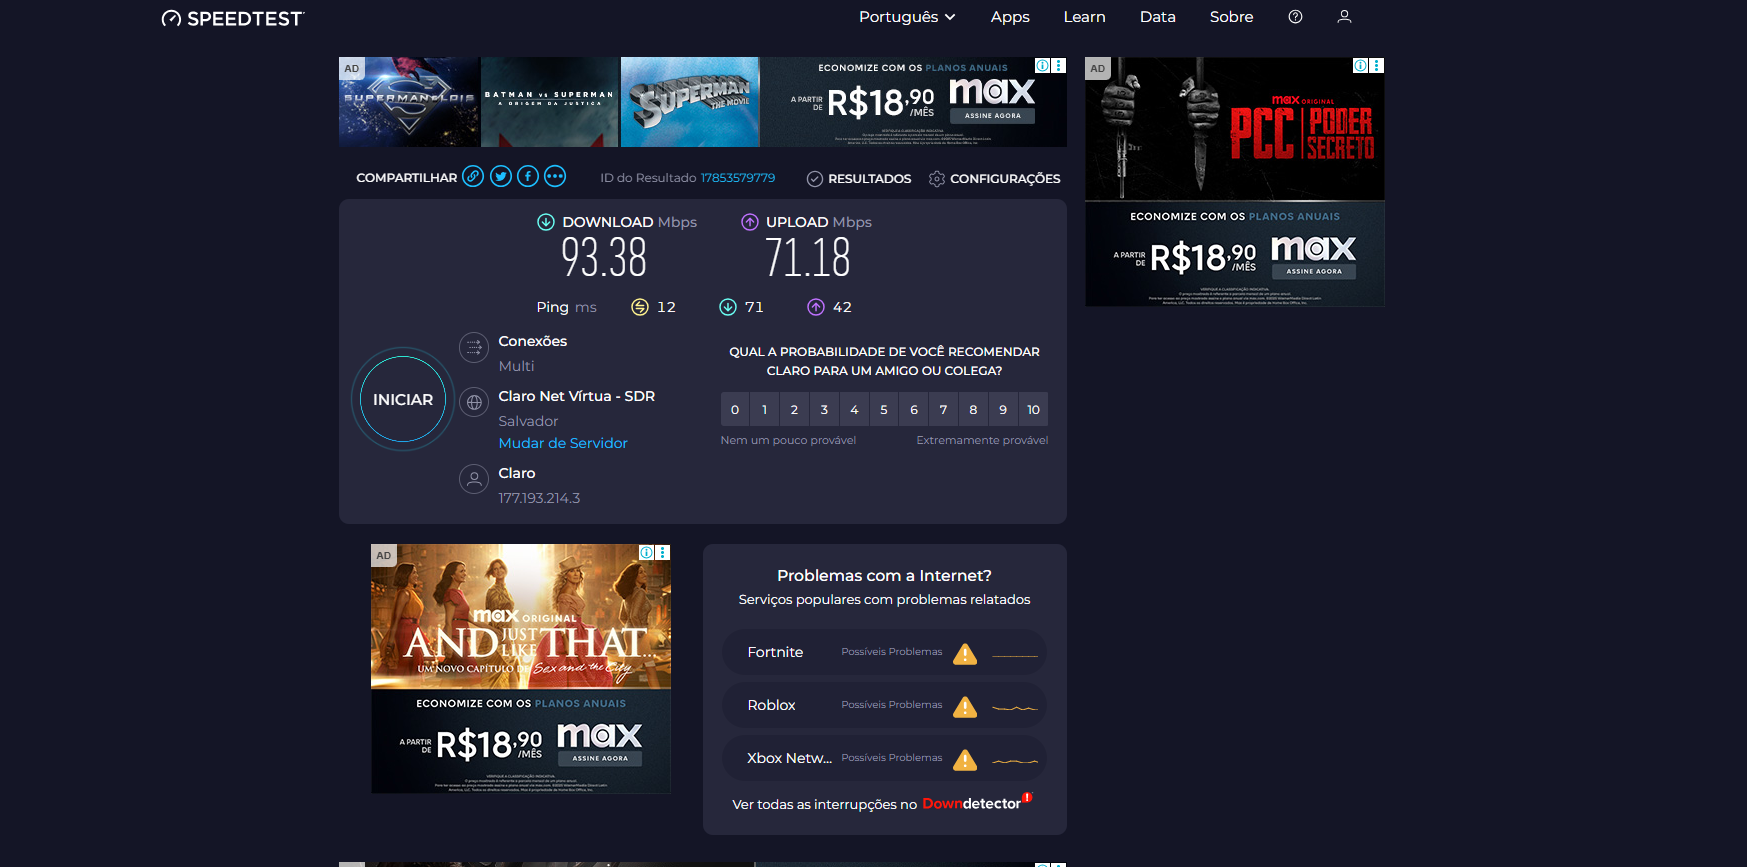 SPEEDTEST
Português
Apps
Learn
Data
Sobre
AD
SUPERMAN & LOIS
BATMAN vs SUPERMAN
A ORIGEM DA JUSTIÇA
SUPERMAN
THE MOVIE
ECONOMIZE COM OS PLANOS ANUAIS
A PARTIR DE R$18,90 /MÊS
max
ASSINE AGORA
AD
max ORIGINAL
PCC | PODER SECRETO
ECONOMIZE COM OS PLANOS ANUAIS
A PARTIR DE R$18,90 /MÊS
max
ASSINE AGORA
COMPARTILHAR
ID do Resultado 17853579779
RESULTADOS
CONFIGURAÇÕES
DOWNLOAD Mbps
93.38
UPLOAD Mbps
71.18
Ping ms
12
71
42
INICIAR
Conexões
Multi
Claro Net Vírtua - SDR
Salvador
Mudar de Servidor
Claro
177.193.214.3
QUAL A PROBABILIDADE DE VOCÊ RECOMENDAR
CLARO PARA UM AMIGO OU COLEGA?
0 1 2 3 4 5 6 7 8 9 10
Nem um pouco provável
Extremamente provável
AD
max ORIGINAL
AND JUST LIKE THAT...
UM NOVO CAPÍTULO DE Sex and the City
ECONOMIZE COM OS PLANOS ANUAIS
A PARTIR DE R$18,90 /MÊS
max
ASSINE AGORA
Problemas com a Internet?
Serviços populares com problemas relatados
Fortnite
Possíveis Problemas
Roblox
Possíveis Problemas
Xbox Netw...
Possíveis Problemas
Ver todas as interrupções no Downdetector